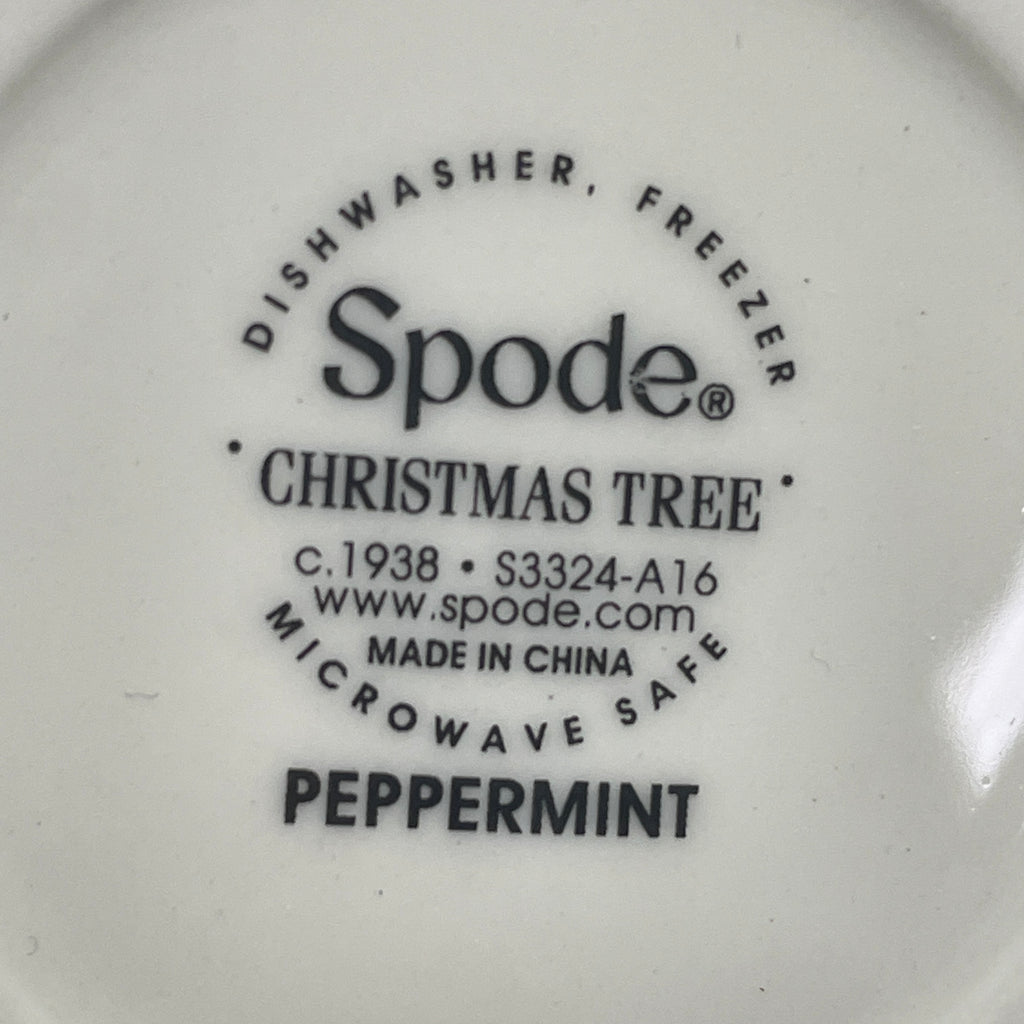 DISHWASHER, FREEZER
Spode®
• CHRISTMAS TREE •
c.1938 • S3324-A16
www.spode.com
MADE IN CHINA
MICROWAVE SAFE
PEPPERMINT